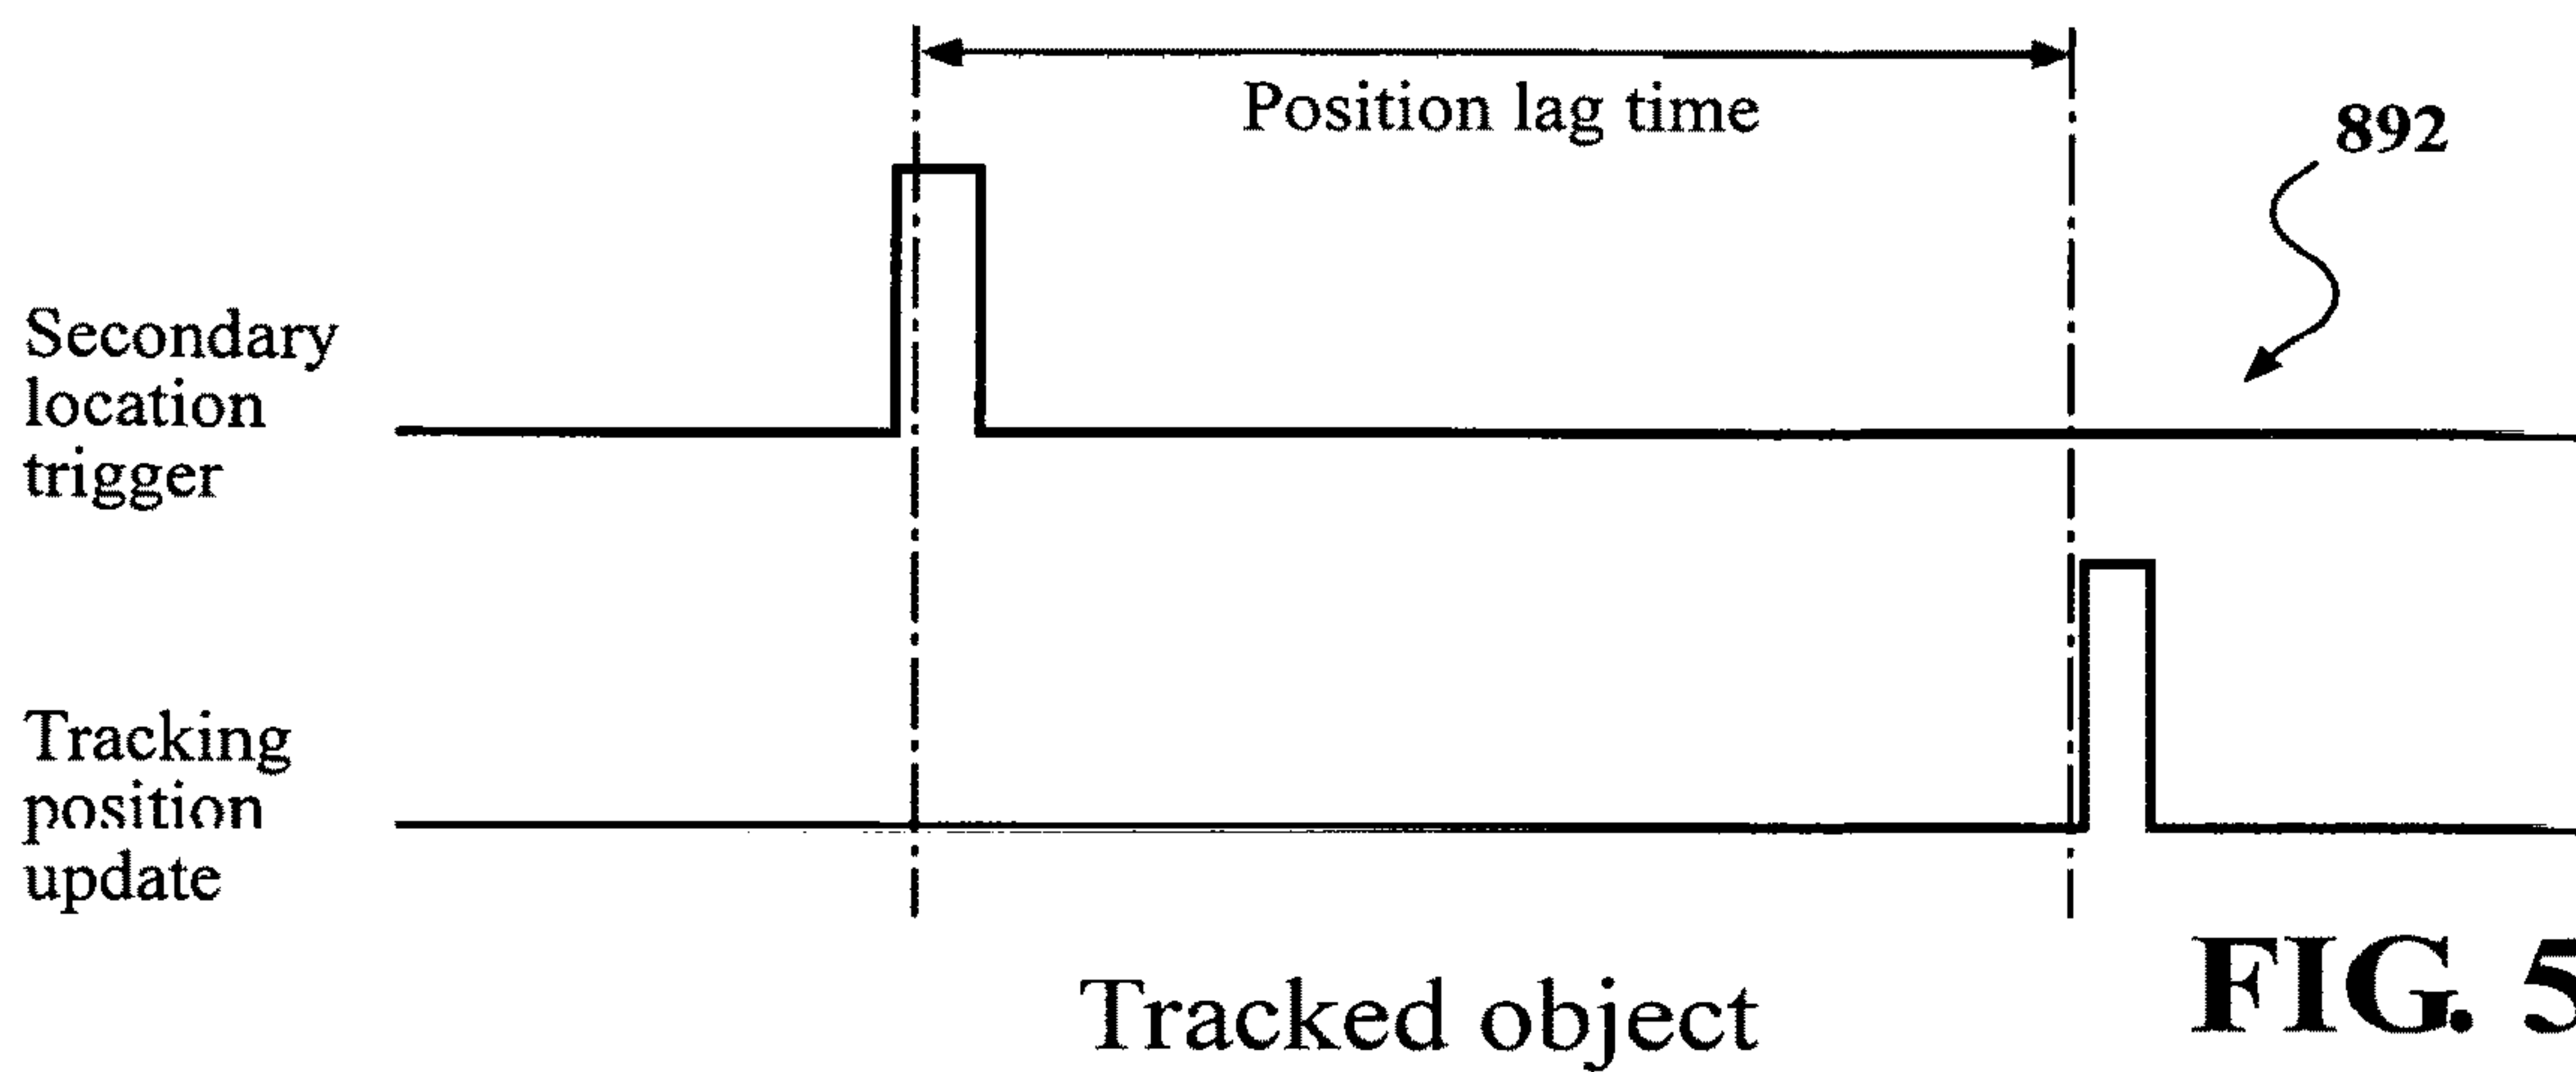 Position lag time
892
Secondary
location
trigger
Tracking
position
update
Tracked object
FIG. 5